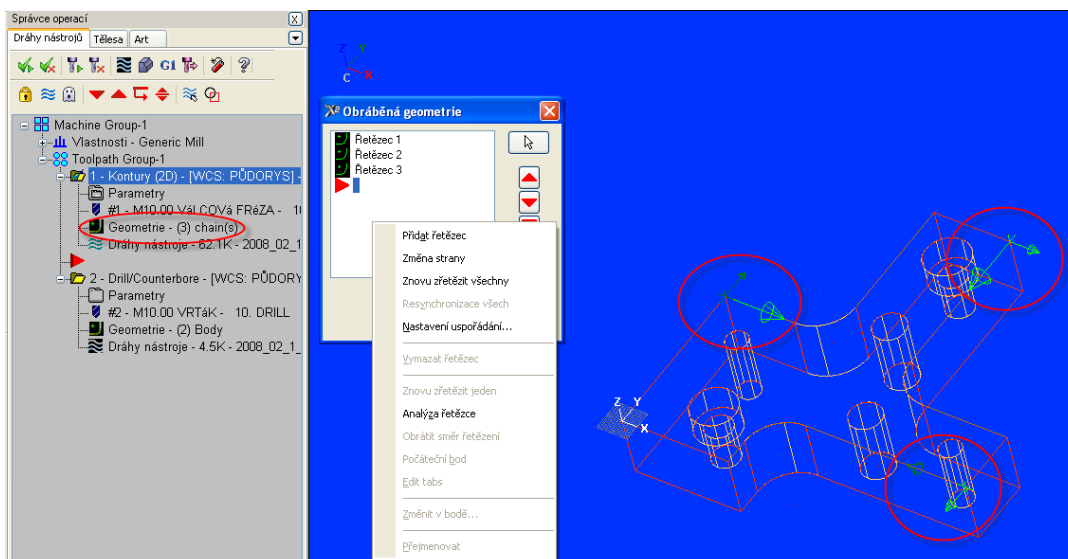 Správce operací
X
Dráhy nástrojů Tělesa Art
G1
Machine Group-1
Vlastnosti - Generic Mill
Toolpath Group-1
1 - Kontury (2D) - [WCS: PŮDORYS] -
Parametry
#1 - M10.00 VáLCOVá FRéZA - 10
Geometrie - (3) chain(s)
Dráhy nástroje - 62.1K - 2008_02_1
2 - Drill/Counterbore - [WCS: PŮDORY
Parametry
#2 - M10.00 VRTáK - 10. DRILL
Geometrie - (2) Body
Dráhy nástroje - 4.5K - 2008_02_1_
Z Y
C X
Obráběná geometrie
Řetězec 1
Řetězec 2
Řetězec 3
Přidat řetězec
Změna strany
Znovu zřetězit všechny
Resynchronizace všech
Nastavení uspořádání...
Vymazat řetězec
Znovu zřetězit jeden
Analýza řetězce
Obrátit směr řetězení
Počáteční bod
Edit tabs
Změnit v bodě...
Přejmenovat
Z Y
X